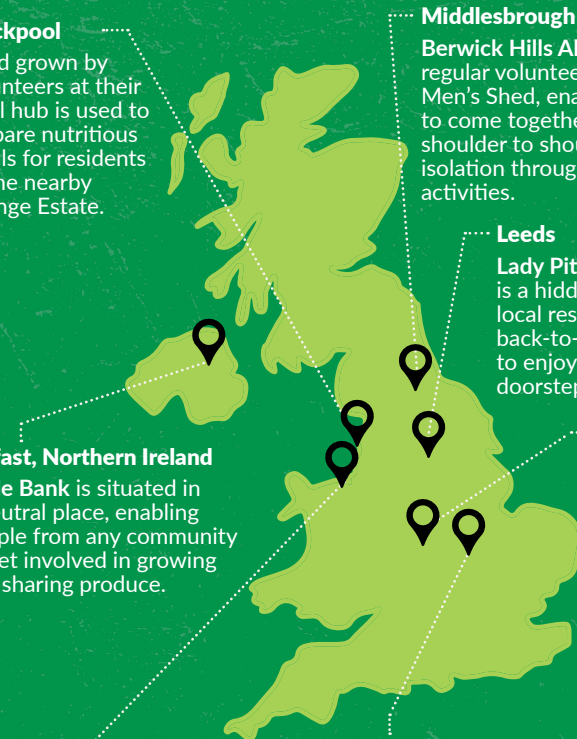 ckpool
d grown by
nteers at their
l hub is used to
pare nutritious
ls for residents
he nearby
nge Estate.
Middlesbrough
Berwick Hills Al
regular voluntee
Men's Shed, ena
to come togethe
shoulder to shou
isolation through
activities.
Leeds
Lady Pit
is a hidd
local res
back-to-
to enjoy
doorstep
ast, Northern Ireland
e Bank is situated in
eutral place, enabling
ple from any community
et involved in growing
sharing produce.